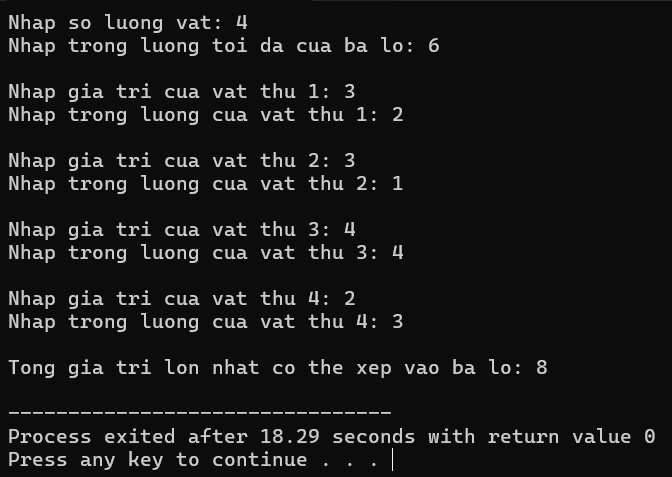 Nhap so luong vat: 4
Nhap trong luong toi da cua ba lo: 6
Nhap gia tri cua vat thu 1: 3
Nhap trong luong cua vat thu 1: 2
Nhap gia tri cua vat thu 2: 3
Nhap trong luong cua vat thu 2: 1
Nhap gia tri cua vat thu 3: 4
Nhap trong luong cua vat thu 3: 4
Nhap gia tri cua vat thu 4: 2
Nhap trong luong cua vat thu 4: 3
Tong gia tri lon nhat co the xep vao ba lo: 8
--------------------------------
Process exited after 18.29 seconds with return value 0
Press any key to continue . . .